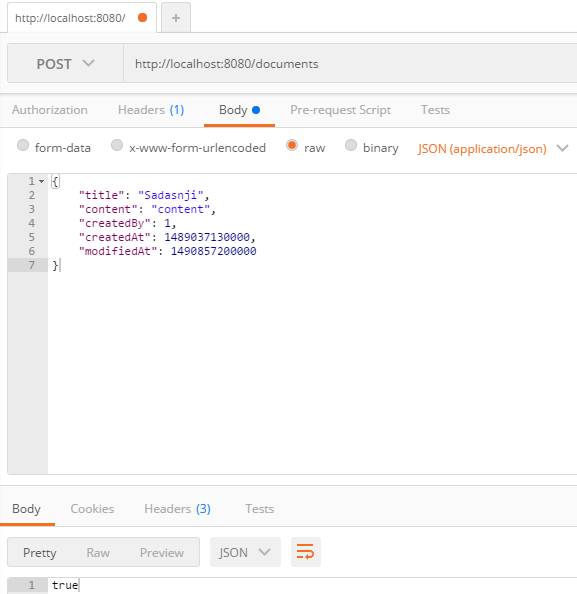 http://localhost:8080/
+
POST http://localhost:8080/documents
Authorization Headers (1) Body Pre-request Script Tests
form-data x-www-form-urlencoded raw binary JSON (application/json)
1 {
2 "title": "Sadasnji",
3 "content": "content",
4 "createdBy": 1,
5 "createdAt": 1489037130000,
6 "modifiedAt": 1490857200000
7 }
Body Cookies Headers (3) Tests
Pretty Raw Preview JSON
1 true